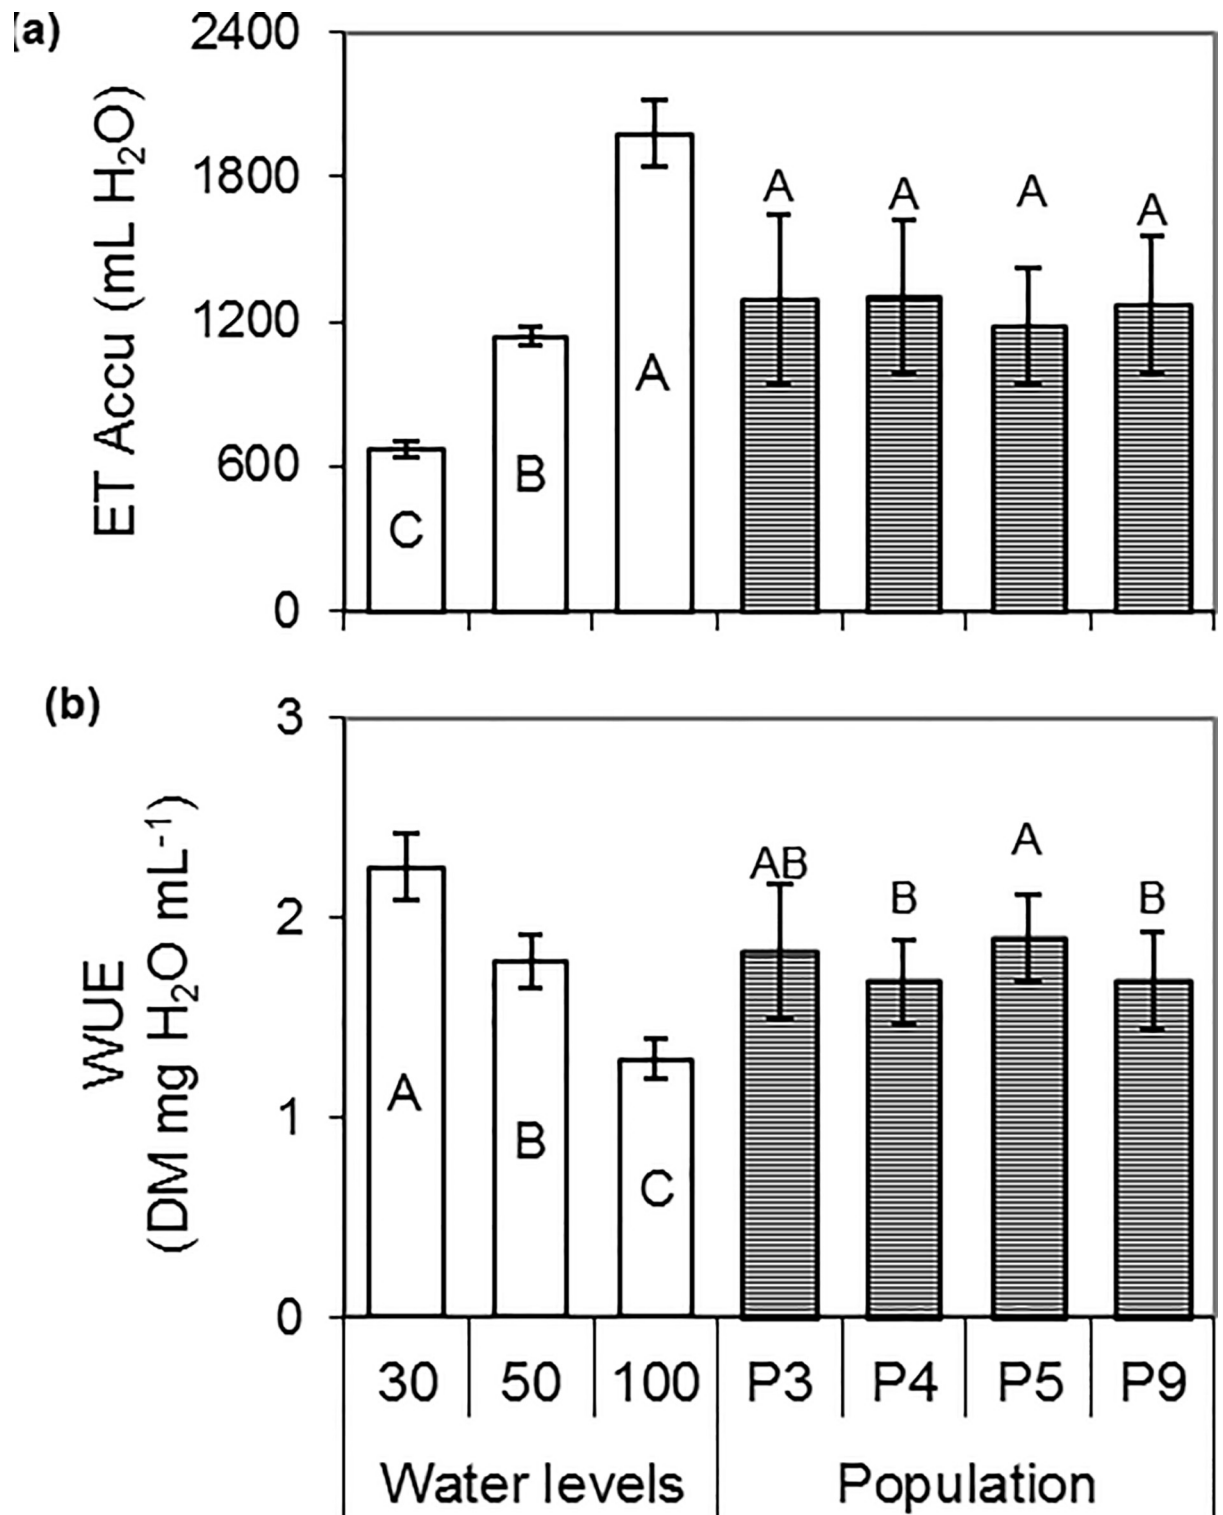 (a)
ET Accu (mL H₂O)
2400
1800
1200
600
0
C
B
A
A
A
A
A
(b)
WUE
(DM mg H₂O mL⁻¹)
3
2
1
0
A
B
C
AB
B
A
B
30 50 100 P3 P4 P5 P9
Water levels Population